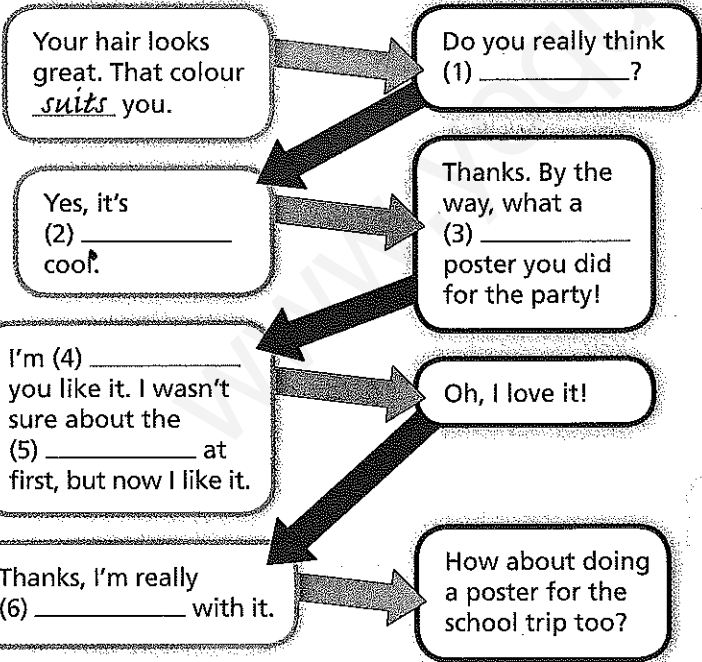 Your hair looks
great. That colour
suits you.
Do you really think
(1) ____________?
Yes, it's
(2) ____________
cool.
Thanks. By the
way, what a
(3) ____________
poster you did
for the party!
I'm (4) ____________
you like it. I wasn't
sure about the
(5) ____________ at
first, but now I like it.
Oh, I love it!
Thanks, I'm really
(6) ____________ with it.
How about doing
a poster for the
school trip too?